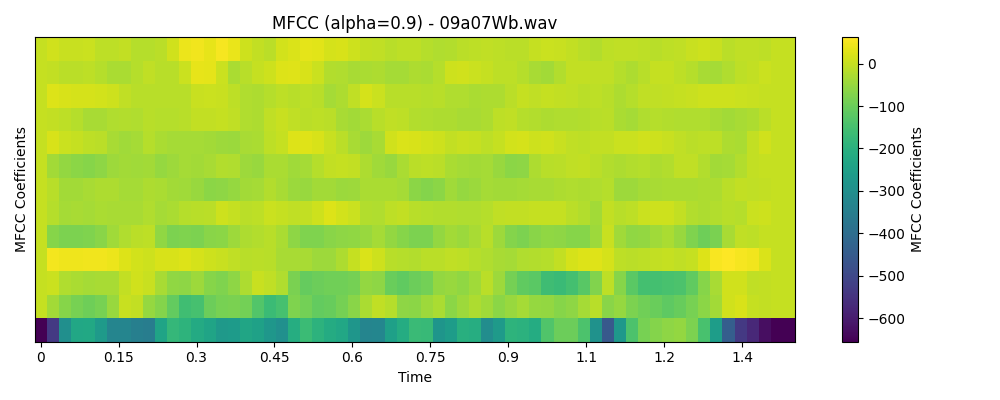 MFCC (alpha=0.9) - 09a07Wb.wav
MFCC Coefficients
0 0.15 0.3 0.45 0.6 0.75 0.9 1.1 1.2 1.4
Time
0
−100
−200
−300
−400
−500
−600
MFCC Coefficients